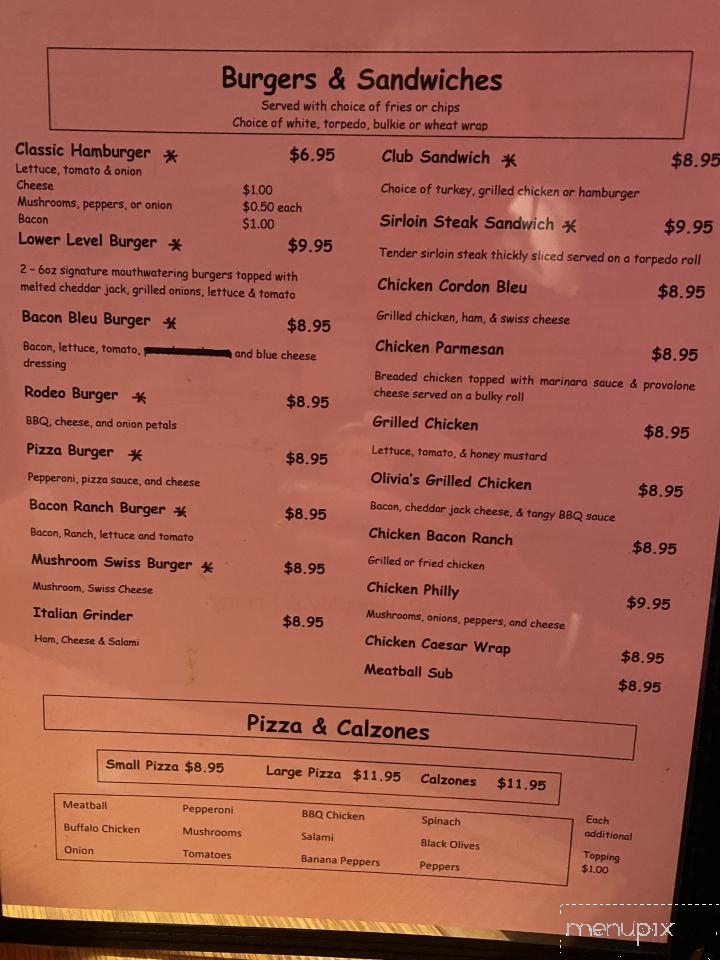 Burgers & Sandwiches
Served with choice of fries or chips
Choice of white, torpedo, bulkie or wheat wrap
Classic Hamburger * $6.95
Lettuce, tomato & onion
Cheese $1.00
Mushrooms, peppers, or onion $0.50 each
Bacon $1.00
Lower Level Burger * $9.95
2 – 6oz signature mouthwatering burgers topped with
melted cheddar jack, grilled onions, lettuce & tomato
Bacon Bleu Burger * $8.95
Bacon, lettuce, tomato, and blue cheese
dressing
Rodeo Burger * $8.95
BBQ, cheese, and onion petals
Pizza Burger * $8.95
Pepperoni, pizza sauce, and cheese
Bacon Ranch Burger * $8.95
Bacon, Ranch, lettuce and tomato
Mushroom Swiss Burger * $8.95
Mushroom, Swiss Cheese
Italian Grinder $8.95
Ham, Cheese & Salami
Club Sandwich * $8.95
Choice of turkey, grilled chicken or hamburger
Sirloin Steak Sandwich * $9.95
Tender sirloin steak thickly sliced served on a torpedo roll
Chicken Cordon Bleu $8.95
Grilled chicken, ham, & swiss cheese
Chicken Parmesan $8.95
Breaded chicken topped with marinara sauce & provolone
cheese served on a bulky roll
Grilled Chicken $8.95
Lettuce, tomato, & honey mustard
Olivia's Grilled Chicken $8.95
Bacon, cheddar jack cheese, & tangy BBQ sauce
Chicken Bacon Ranch $8.95
Grilled or fried chicken
Chicken Philly $9.95
Mushrooms, onions, peppers, and cheese
Chicken Caesar Wrap $8.95
Meatball Sub $8.95
Pizza & Calzones
Small Pizza $8.95 Large Pizza $11.95 Calzones $11.95
Meatball Pepperoni BBQ Chicken Spinach
Buffalo Chicken Mushrooms Salami Black Olives
Onion Tomatoes Banana Peppers Peppers
Each
additional
Topping
$1.00
menupix